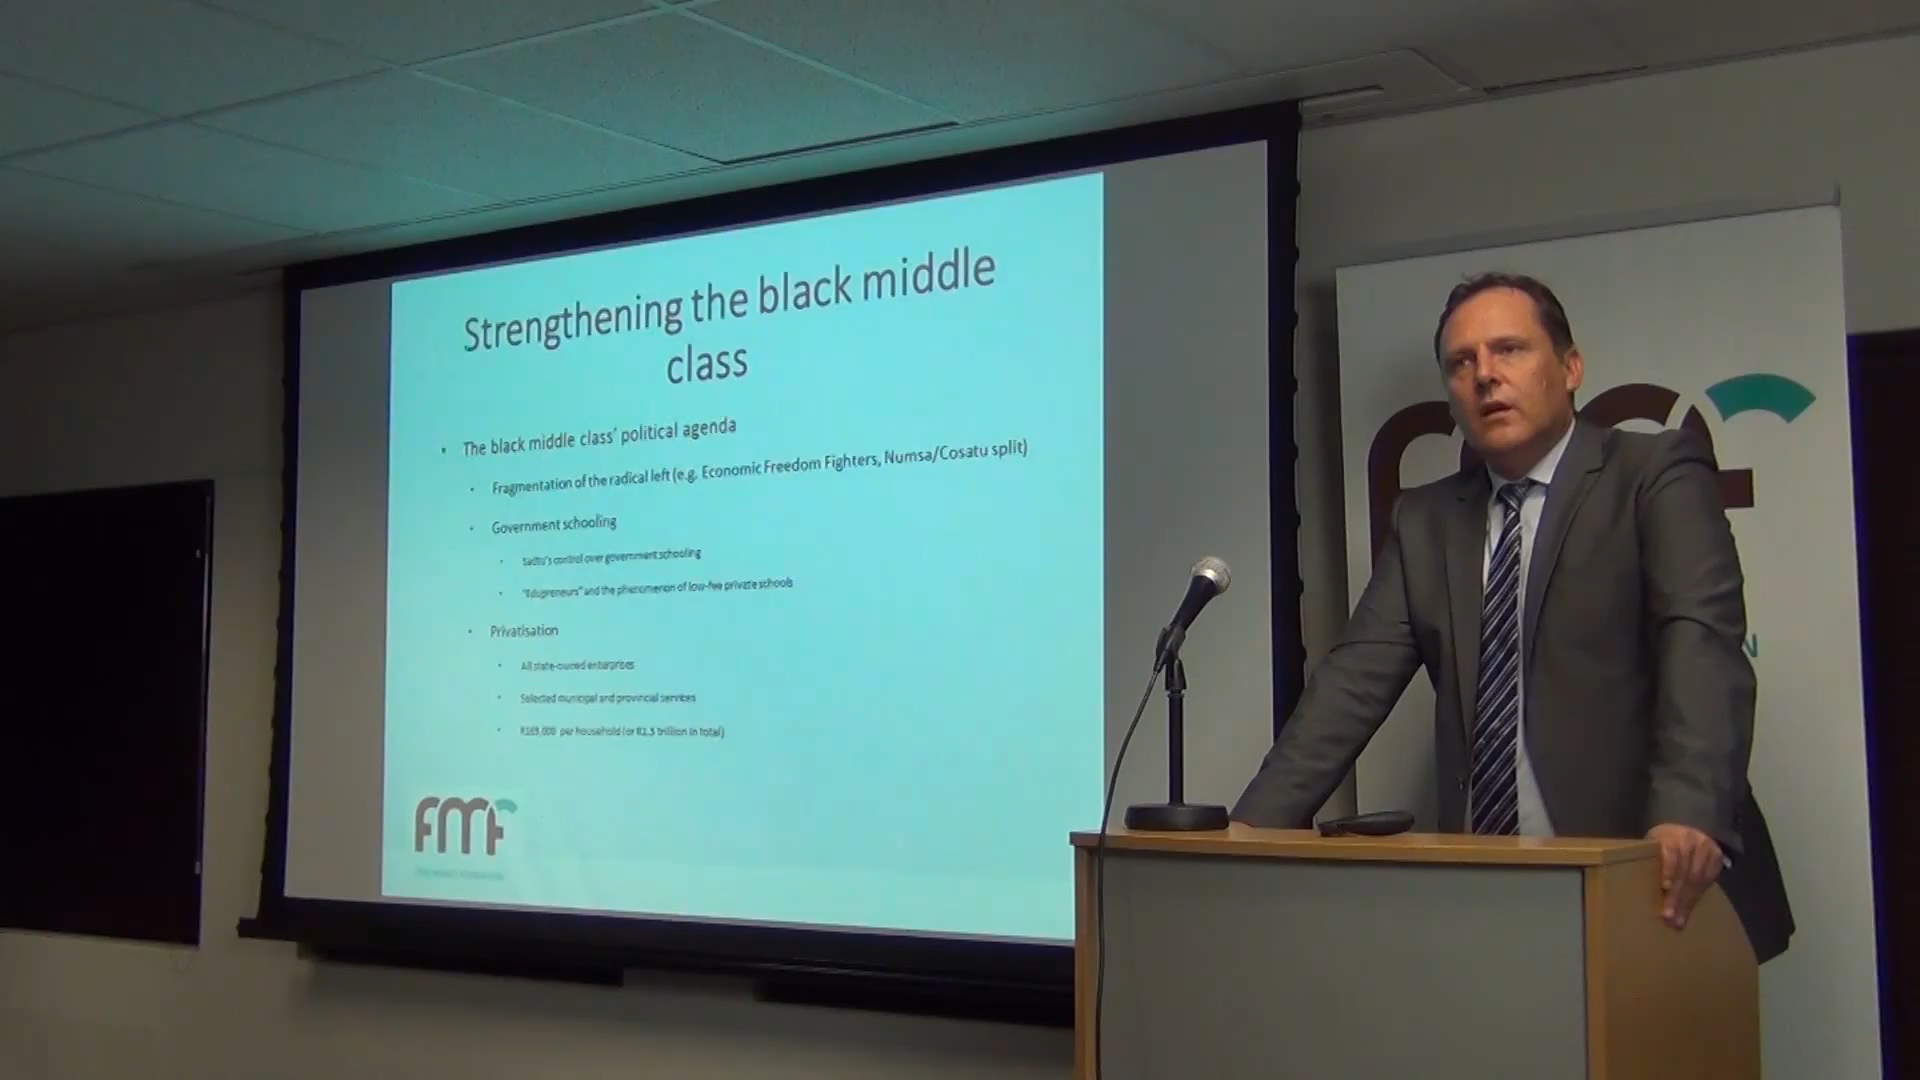 Strengthening the black middle
class
• The black middle class' political agenda
• Fragmentation of the radical left (e.g. Economic Freedom Fighters, Numsa/Cosatu split)
• Government schooling
• Sadtu's control over government schooling
• "Edupreneurs" and the phenomenon of low-fee private schools
• Privatisation
• All state-owned enterprises
• Selected municipal and provincial services
• per household (or trillion in total)
FMF
N